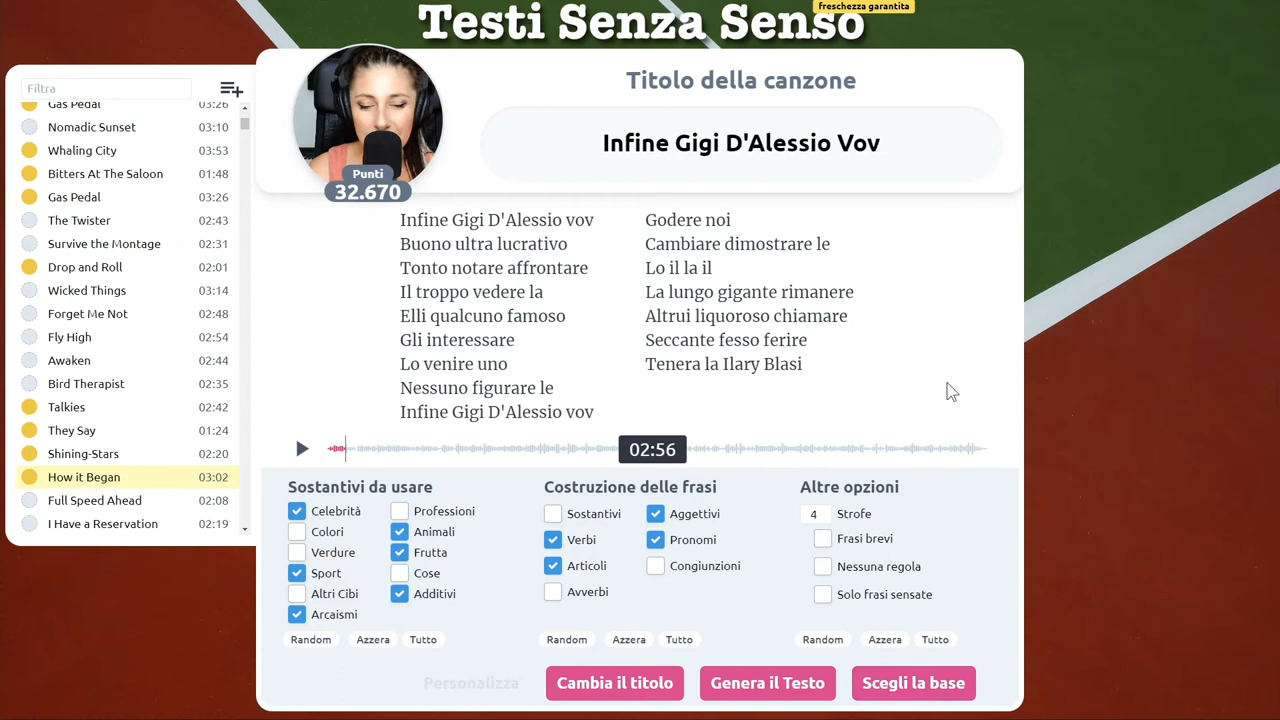 freschezza garantita
Testi Senza Senso
Filtra
Gas Pedal 03:26
Nomadic Sunset 03:10
Whaling City 03:53
Bitters At The Saloon 01:48
Gas Pedal 03:26
The Twister 02:43
Survive the Montage 02:31
Drop and Roll 02:01
Wicked Things 03:14
Forget Me Not 02:48
Fly High 02:54
Awaken 02:44
Bird Therapist 02:35
Talkies 02:42
They Say 01:24
Shining-Stars 02:20
How it Began 03:02
Full Speed Ahead 02:08
I Have a Reservation 02:19
Punti
32.670
Titolo della canzone
Infine Gigi D'Alessio Vov
Infine Gigi D'Alessio vov
Buono ultra lucrativo
Tonto notare affrontare
Il troppo vedere la
Elli qualcuno famoso
Gli interessare
Lo venire uno
Nessuno figurare le
Infine Gigi D'Alessio vov
Godere noi
Cambiare dimostrare le
Lo il la il
La lungo gigante rimanere
Altrui liquoroso chiamare
Seccante fesso ferire
Tenera la Ilary Blasi
02:56
Sostantivi da usare
Celebrità Professioni
Colori Animali
Verdure Frutta
Sport Cose
Altri Cibi Additivi
Arcaismi
Random Azzera Tutto
Costruzione delle frasi
Sostantivi Aggettivi
Verbi Pronomi
Articoli Congiunzioni
Avverbi
Random Azzera Tutto
Altre opzioni
4 Strofe
Frasi brevi
Nessuna regola
Solo frasi sensate
Random Azzera Tutto
Personalizza
Cambia il titolo
Genera il Testo
Scegli la base